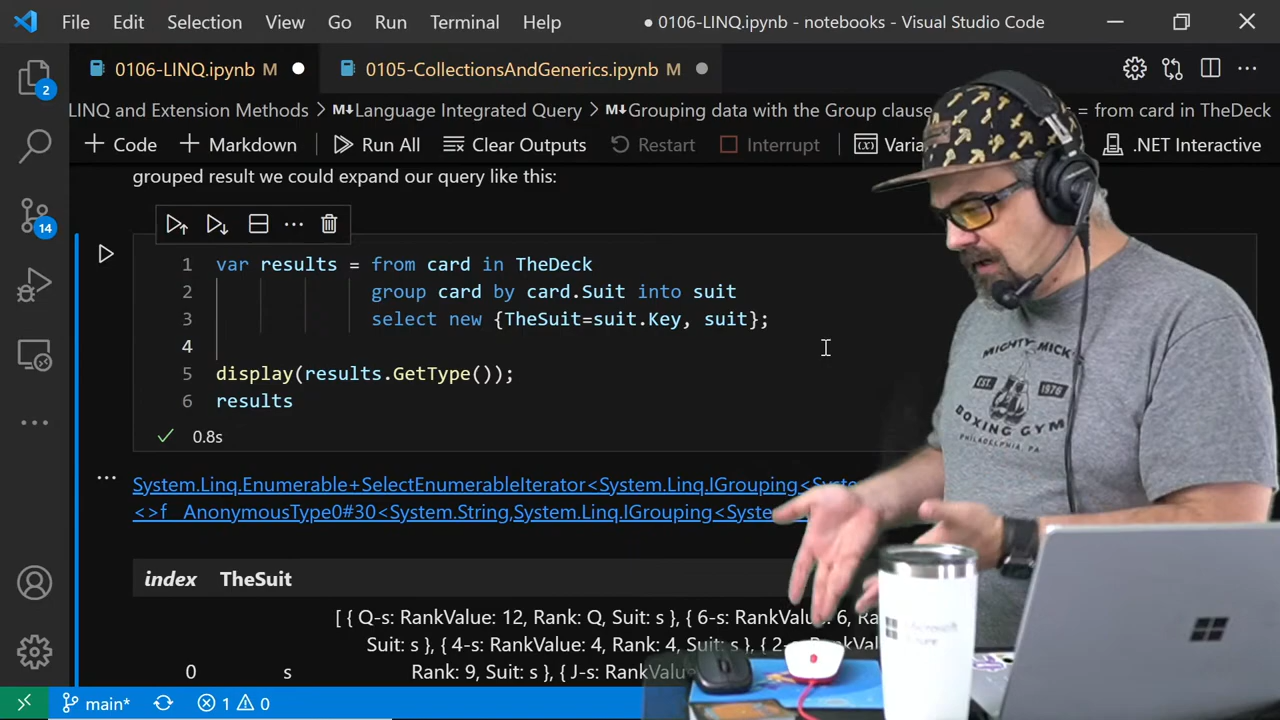 File Edit Selection View Go Run Terminal Help ● 0106-LINQ.ipynb - notebooks - Visual Studio Code
0106-LINQ.ipynb M ● 0105-CollectionsAndGenerics.ipynb M ●
2
LINQ and Extension Methods > Language Integrated Query > Grouping data with the Group clause = from card in TheDeck
+ Code + Markdown Run All Clear Outputs Restart Interrupt .NET Interactive
grouped result we could expand our query like this:
14
1 var results = from card in TheDeck
2 group card by card.Suit into suit
3 select new {TheSuit=suit.Key, suit};
4
5 display(results.GetType());
6 results
0.8s
System.Linq.Enumerable+SelectEnumerableIterator<System.Linq.IGrouping
<>f AnonymousType0#30<System.String,System.Linq.IGrouping
index TheSuit
[ { Q-s: RankValue: 12, Rank: Q, Suit: s }, { 6-s: RankValue: 6,
Suit: s }, { 4-s: RankValue: 4, Rank: 4, Suit: s },
0 s Rank: 9, Suit: s }, { J-s:
main* 1 0
MIGHTY MICK'S
EST. 1976
BOXING GYM
PHILADELPHIA, PA
Microsoft
Azure